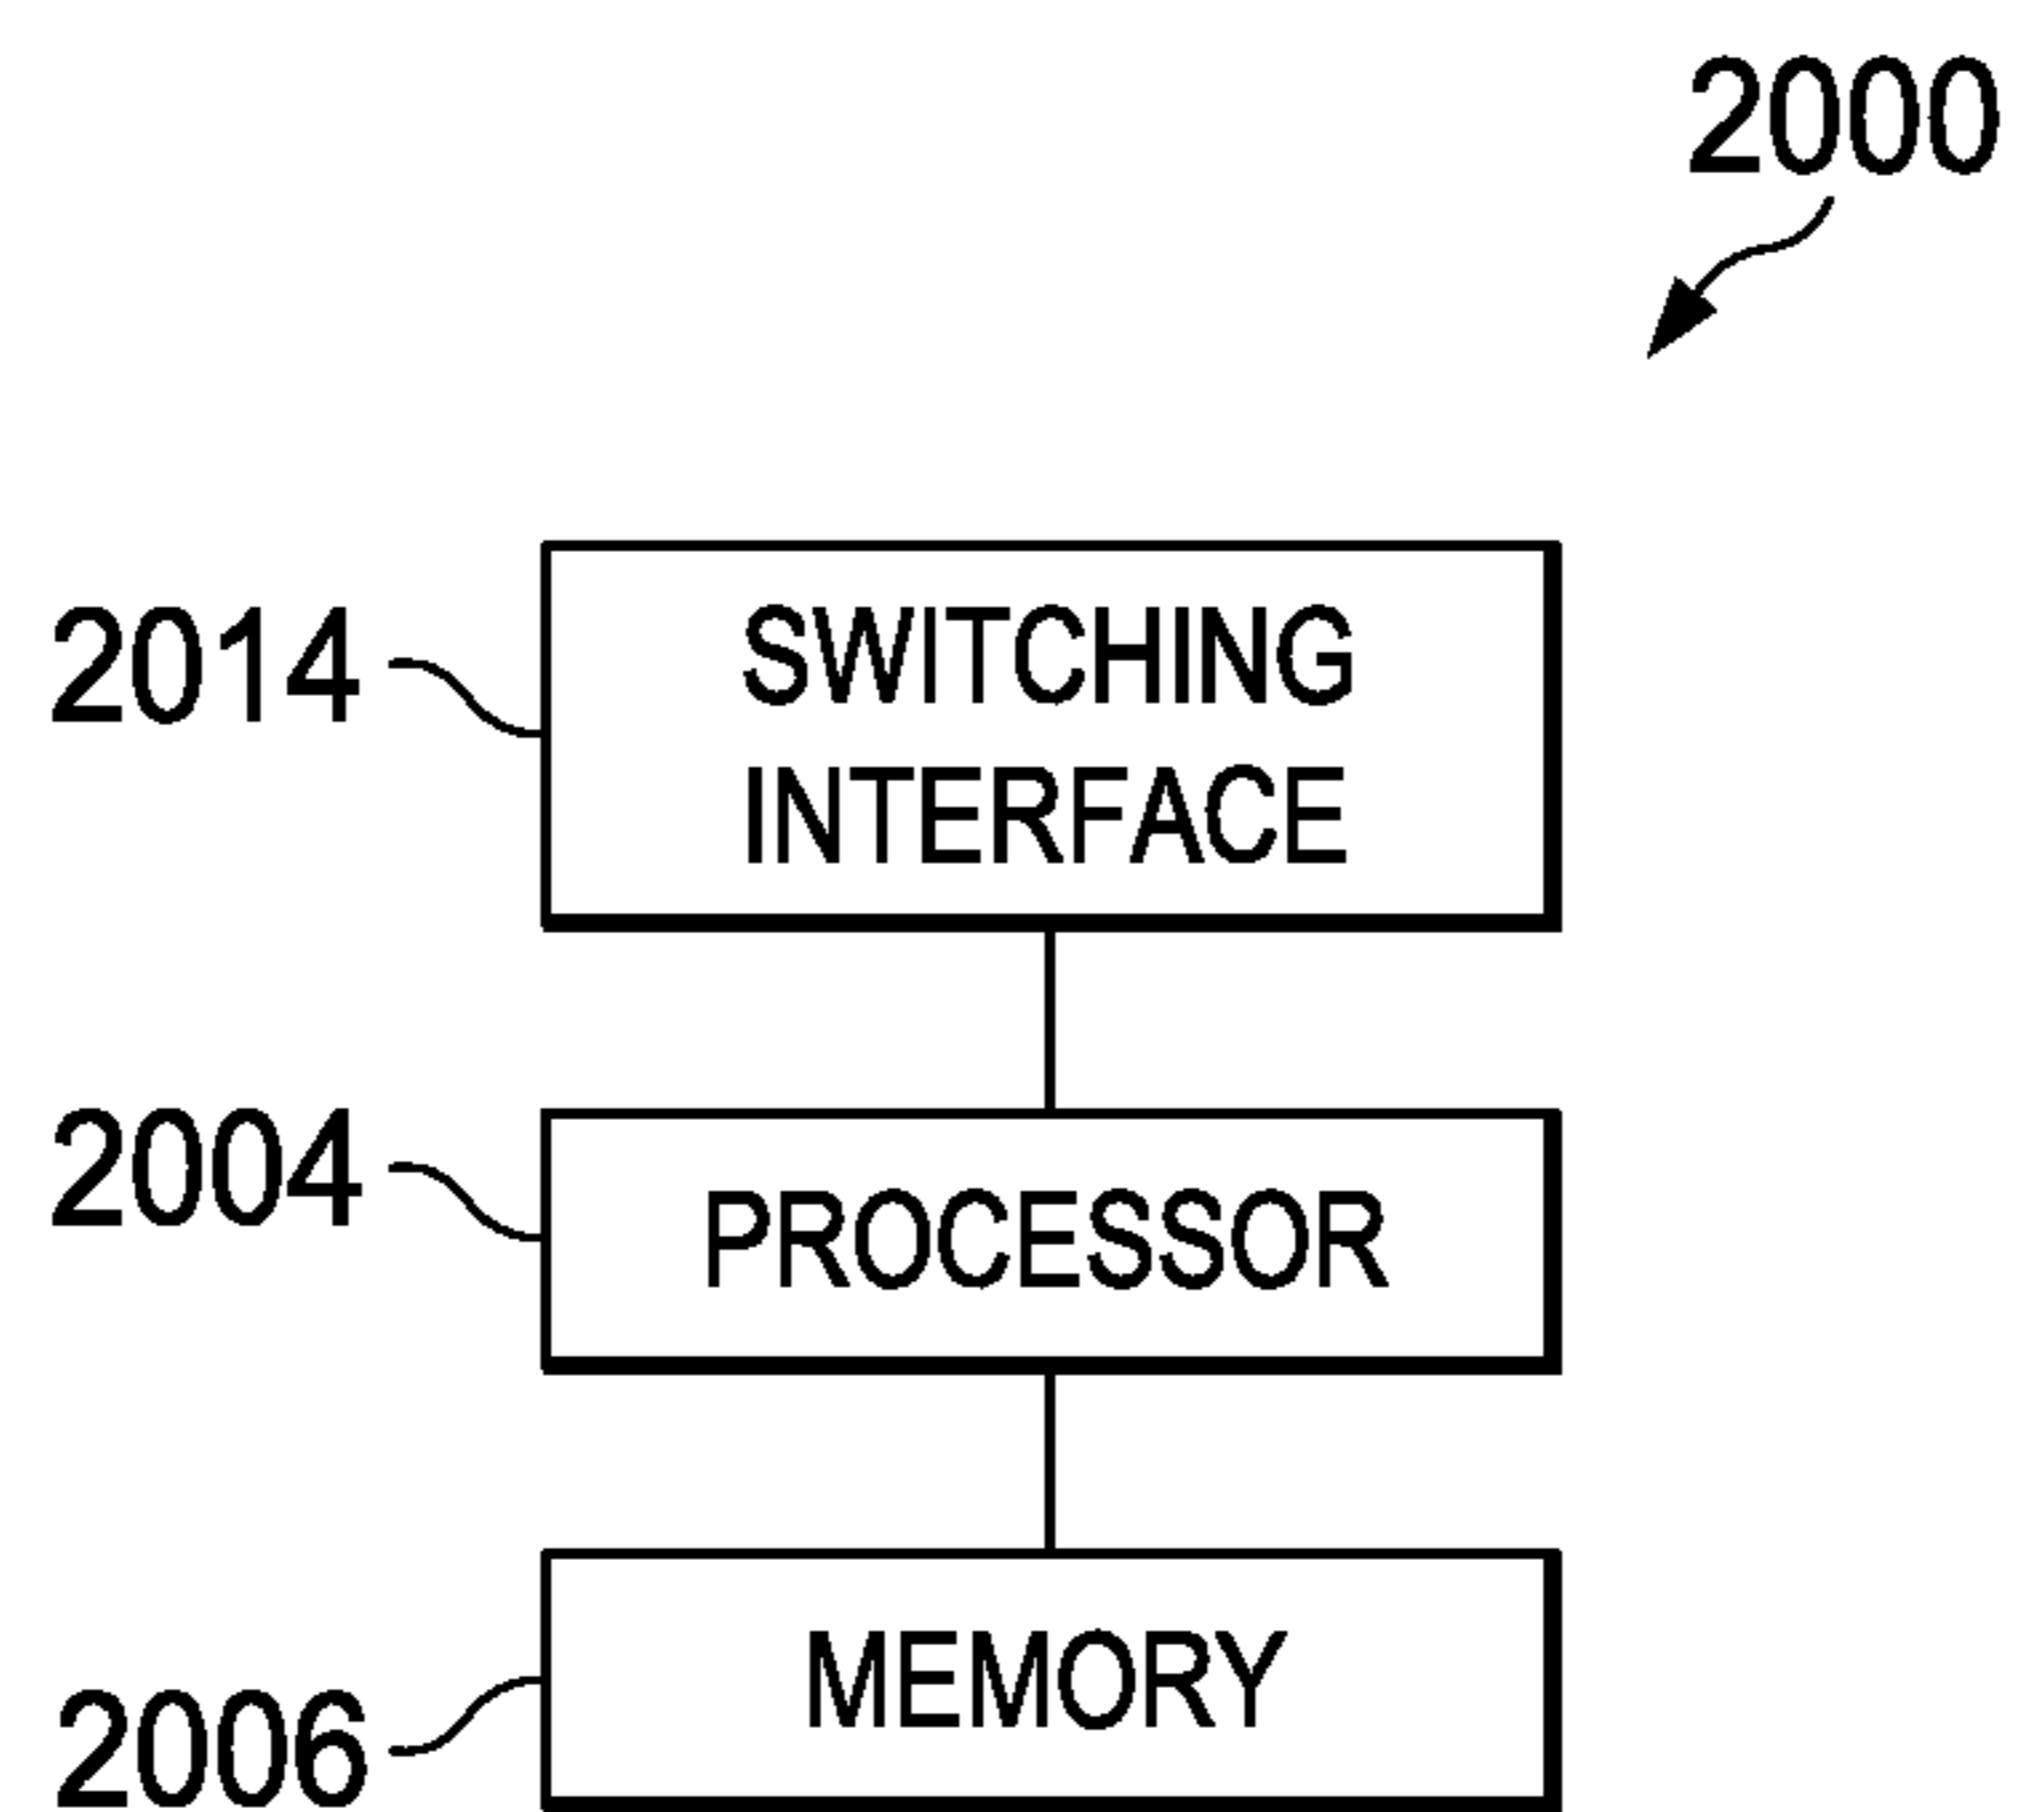 2000
2014
SWITCHING
INTERFACE
2004
PROCESSOR
2006
MEMORY